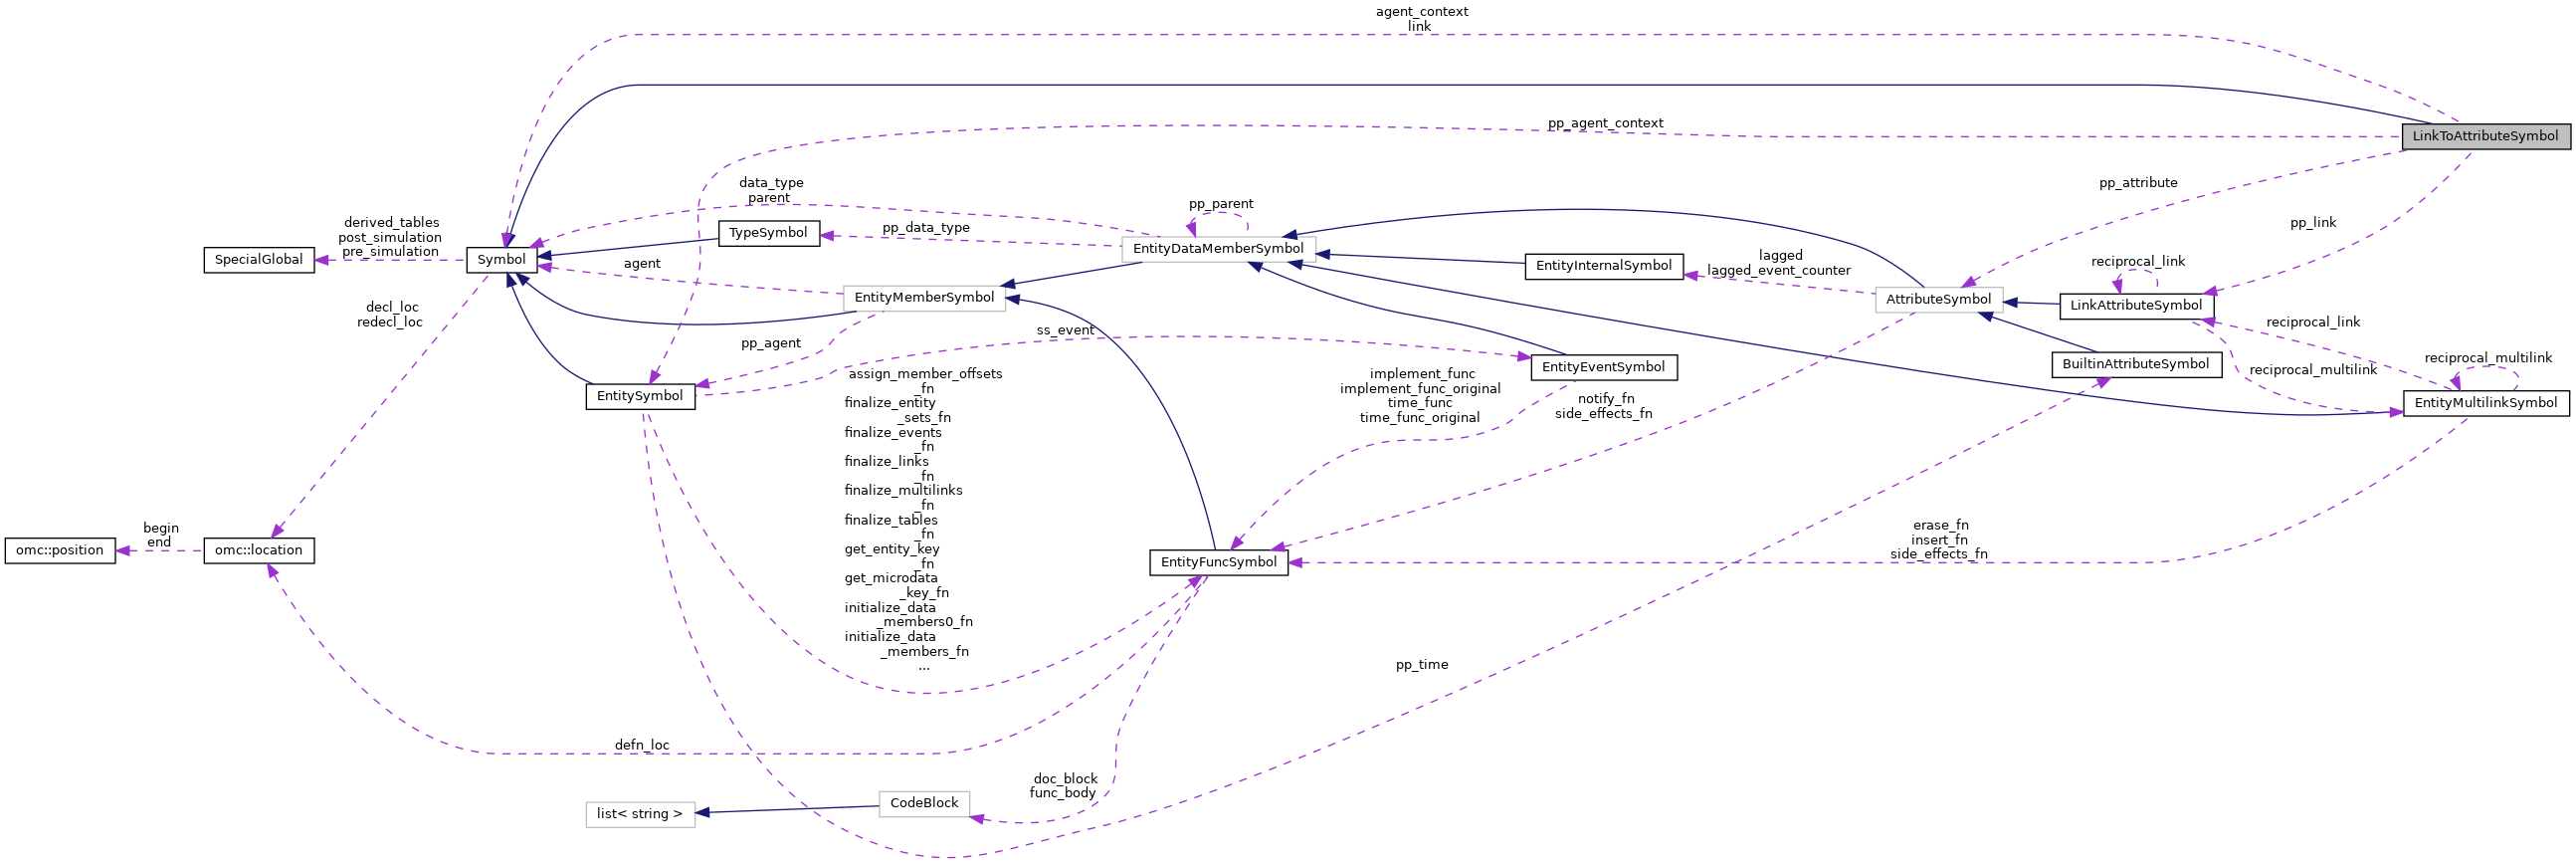 agent_context
link
LinkToAttributeSymbol
pp_agent_context
data_type
parent
pp_attribute
pp_parent
derived_tables
post_simulation
pre_simulation
TypeSymbol
pp_data_type
EntityDataMemberSymbol
pp_link
SpecialGlobal
Symbol
agent
EntityInternalSymbol
lagged
lagged_event_counter
reciprocal_link
EntityMemberSymbol
AttributeSymbol
LinkAttributeSymbol
decl_loc
redecl_loc
ss_event
reciprocal_link
pp_agent
EntityEventSymbol
BuiltinAttributeSymbol
reciprocal_multilink
reciprocal_multilink
EntitySymbol
EntityMultilinkSymbol
assign_member_offsets
_fn
finalize_entity
_sets_fn
finalize_events
_fn
finalize_links
_fn
finalize_multilinks
_fn
finalize_tables
_fn
get_entity_key
_fn
get_microdata
_key_fn
initialize_data
_members0_fn
initialize_data
_members_fn
...
implement_func
implement_func_original
time_func
time_func_original
notify_fn
side_effects_fn
begin
end
omc::position
omc::location
EntityFuncSymbol
erase_fn
insert_fn
side_effects_fn
pp_time
defn_loc
doc_block
func_body
list< string >
CodeBlock